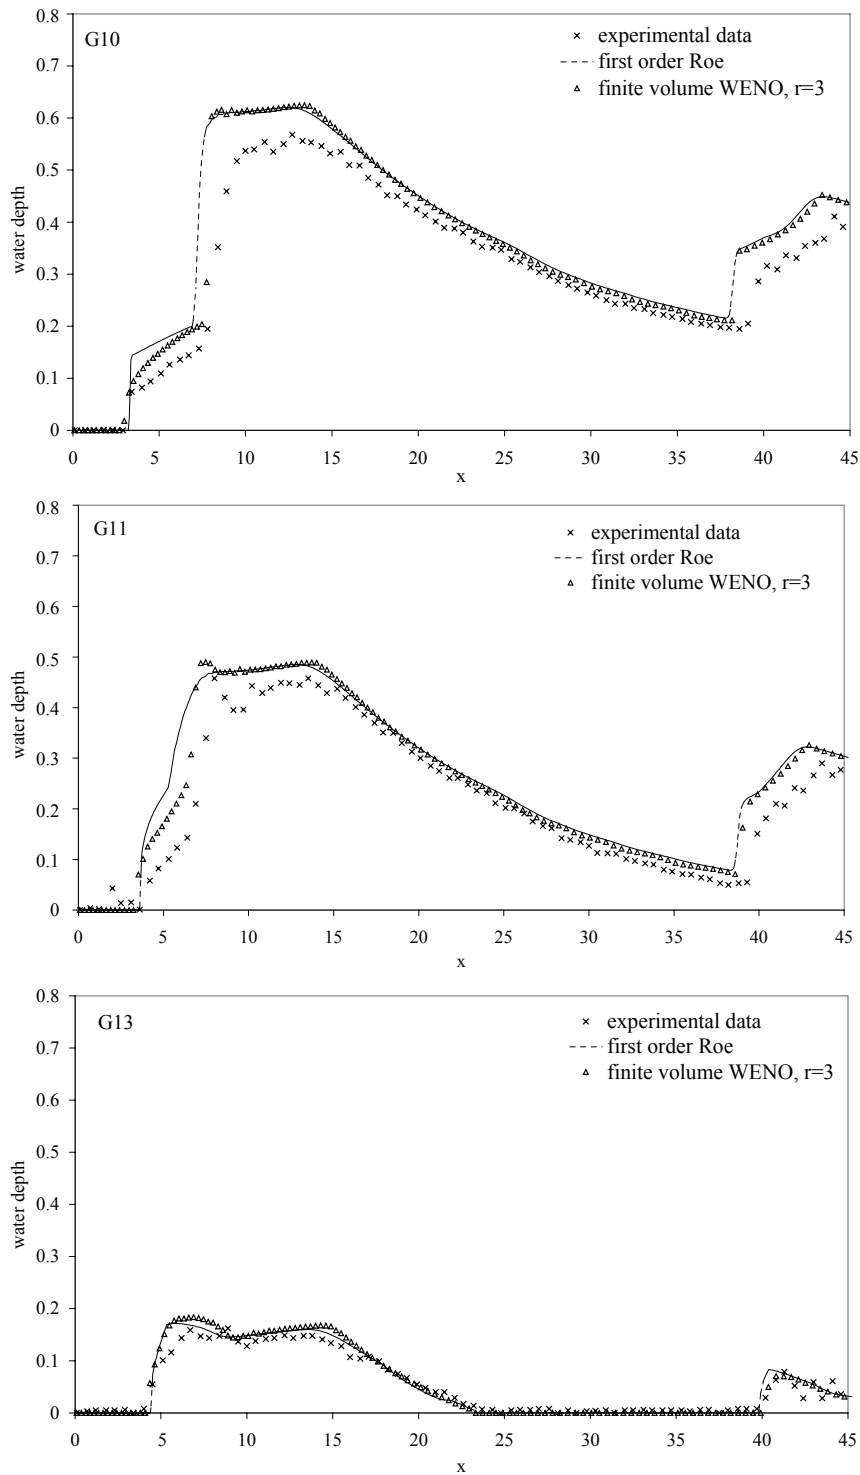 G10
experimental data
first order Roe
finite volume WENO, r=3
water depth
0.8
0.7
0.6
0.5
0.4
0.3
0.2
0.1
0
0 5 10 15 20 25 30 35 40 45
x
G11
experimental data
first order Roe
finite volume WENO, r=3
water depth
0.8
0.7
0.6
0.5
0.4
0.3
0.2
0.1
0
0 5 10 15 20 25 30 35 40 45
x
G13
experimental data
first order Roe
finite volume WENO, r=3
water depth
0.8
0.7
0.6
0.5
0.4
0.3
0.2
0.1
0
0 5 10 15 20 25 30 35 40 45
x